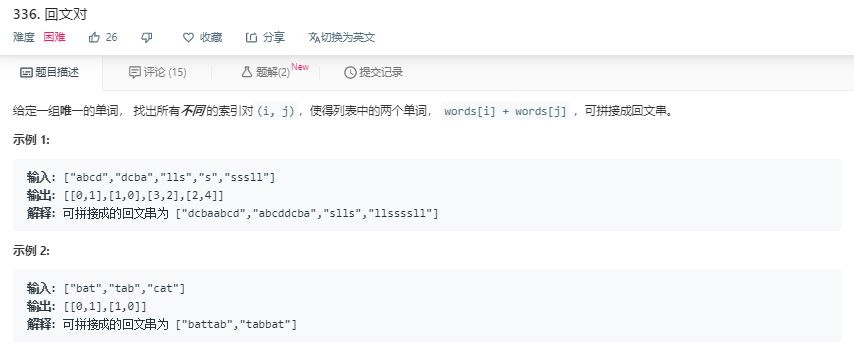 336. 回文对
难度 困难 26 收藏 分享 切换为英文
题目描述 评论 (15) 题解(2) New 提交记录
给定一组唯一的单词， 找出所有不同 的索引对(i, j)，使得列表中的两个单词， words[i] + words[j] ，可拼接成回文串。
示例 1:
输入: ["abcd","dcba","lls","s","sssll"]
输出: [[0,1],[1,0],[3,2],[2,4]]
解释: 可拼接成的回文串为 ["dcbaabcd","abcddcba","slls","llssssll"]
示例 2:
输入: ["bat","tab","cat"]
输出: [[0,1],[1,0]]
解释: 可拼接成的回文串为 ["battab","tabbat"]